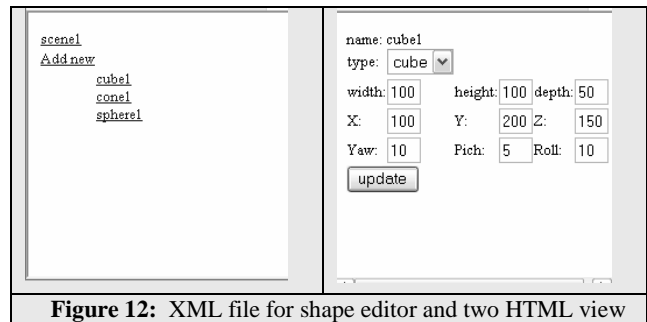 scene1
Add new
cube1
cone1
sphere1
name: cube1
type: cube
width: 100 height: 100 depth: 50
X: 100 Y: 200 Z: 150
Yaw: 10 Pich: 5 Roll: 10
update
Figure 12: XML file for shape editor and two HTML view